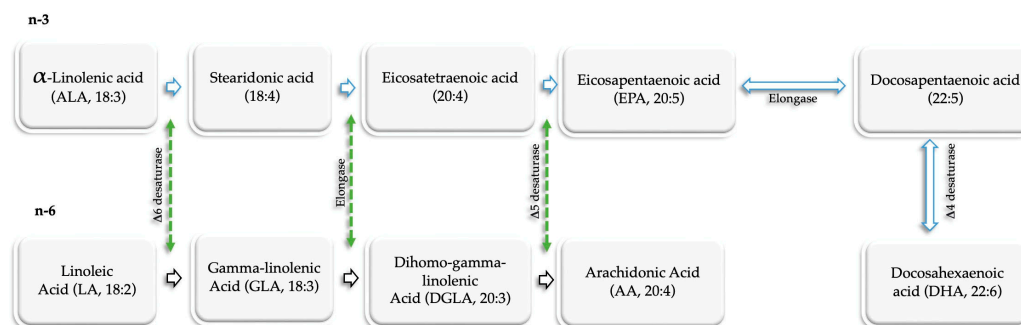 n-3
α-Linolenic acid
(ALA, 18:3)
Stearidonic acid
(18:4)
Eicosatetraenoic acid
(20:4)
Eicosapentaenoic acid
(EPA, 20:5)
Elongase
Docosapentaenoic acid
(22:5)
Δ6 desaturase
Elongase
Δ5 desaturase
Δ4 desaturase
n-6
Linoleic
Acid (LA, 18:2)
Gamma-linolenic
Acid (GLA, 18:3)
Dihomo-gamma-
linolenic
Acid (DGLA, 20:3)
Arachidonic Acid
(AA, 20:4)
Docosahexaenoic
acid (DHA, 22:6)